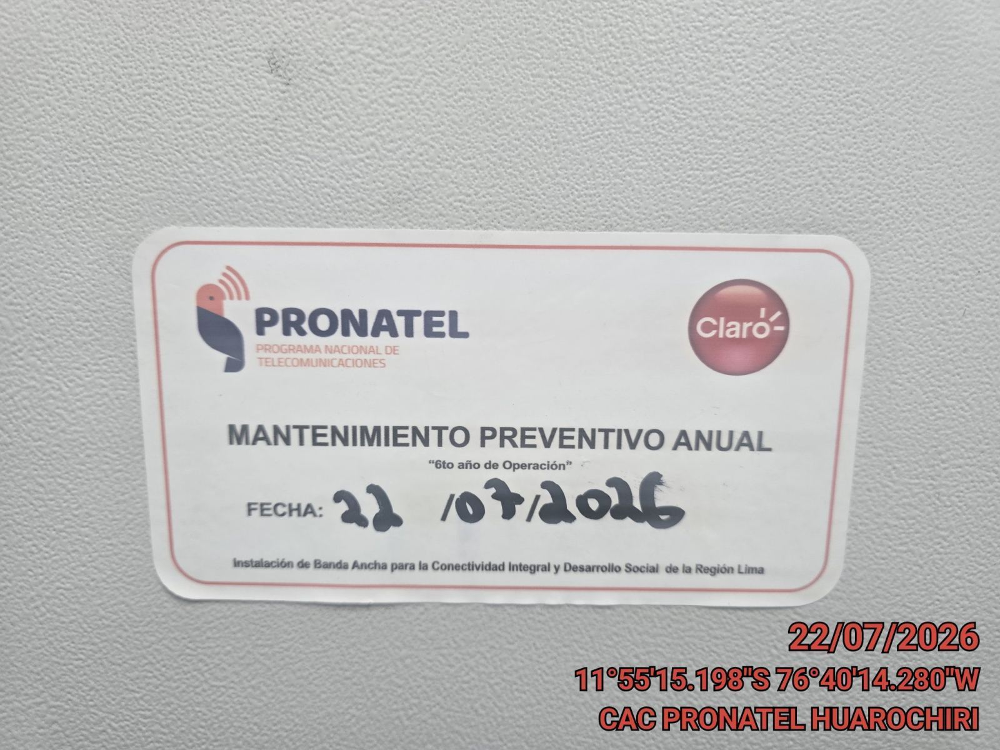 PRONATEL
PROGRAMA NACIONAL DE
TELECOMUNICACIONES
Claro
MANTENIMIENTO PREVENTIVO ANUAL
“6to año de Operación”
FECHA: 22 /07/2026
Instalación de Banda Ancha para la Conectividad Integral y Desarrollo Social de la Región Lima
22/07/2026
11°55'15.198"S 76°40'14.280"W
CAC PRONATEL HUAROCHIRI